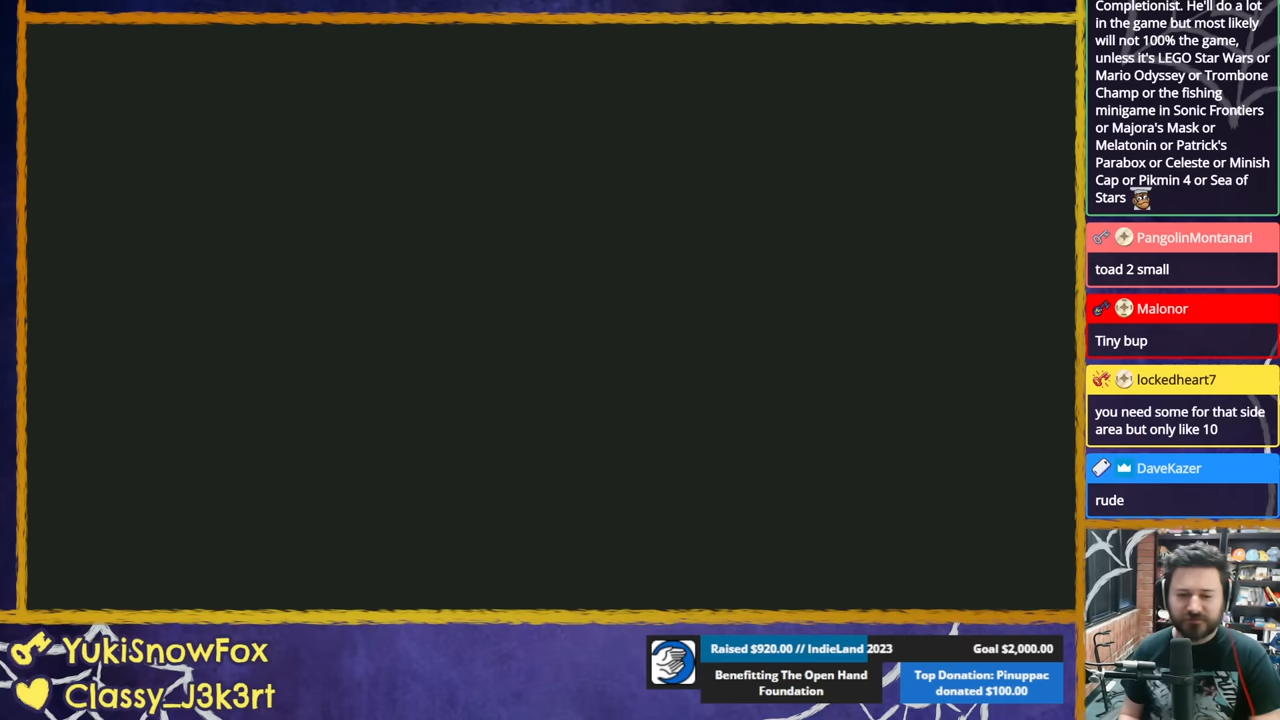 Completionist. He'll do a lot
in the game but most likely
will not 100% the game,
unless it's LEGO Star Wars or
Mario Odyssey or Trombone
Champ or the fishing
minigame in Sonic Frontiers
or Majora's Mask or
Melatonin or Patrick's
Parabox or Celeste or Minish
Cap or Pikmin 4 or Sea of
Stars
PangolinMontanari
toad 2 small
Malonor
Tiny bup
lockedheart7
you need some for that side
area but only like 10
DaveKazer
rude
YukiSnowFox
Classy_J3k3rt
Raised $920.00 // IndieLand 2023
Goal $2,000.00
Benefitting The Open Hand
Foundation
Top Donation: Pinuppac
donated $100.00